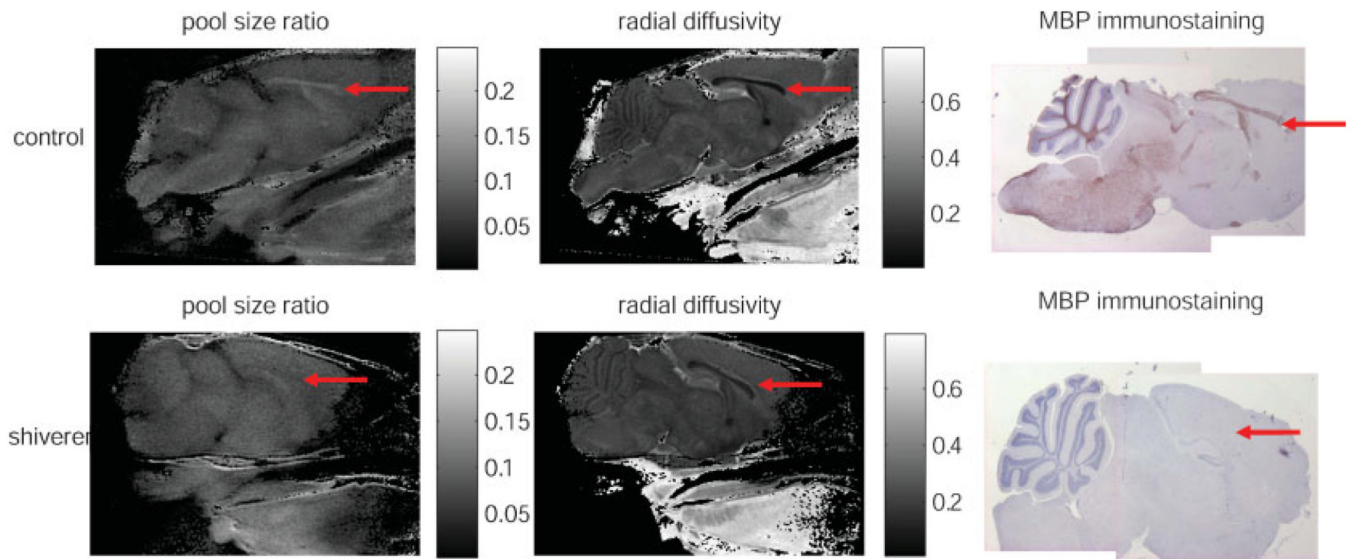 pool size ratio
radial diffusivity
MBP immunostaining
control
0.2
0.15
0.1
0.05
0.6
0.4
0.2
pool size ratio
radial diffusivity
MBP immunostaining
shiverer
0.2
0.15
0.1
0.05
0.6
0.4
0.2